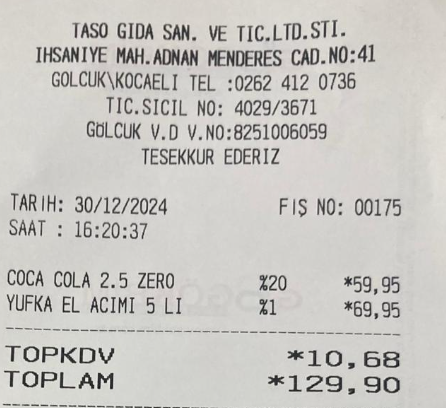 TASO GIDA SAN. VE TIC.LTD.STI.
IHSANIYE MAH.ADNAN MENDERES CAD.NO:41
GOLCUK\KOCAELI TEL :0262 412 0736
TIC.SICIL NO: 4029/3671
GÖLCUK V.D V.NO:8251006059
TESEKKUR EDERIZ
TARIH: 30/12/2024 FIŞ NO: 00175
SAAT : 16:20:37
COCA COLA 2.5 ZERO %20 *59,95
YUFKA EL ACIMI 5 LI %1 *69,95
TOPKDV *10,68
TOPLAM *129,90